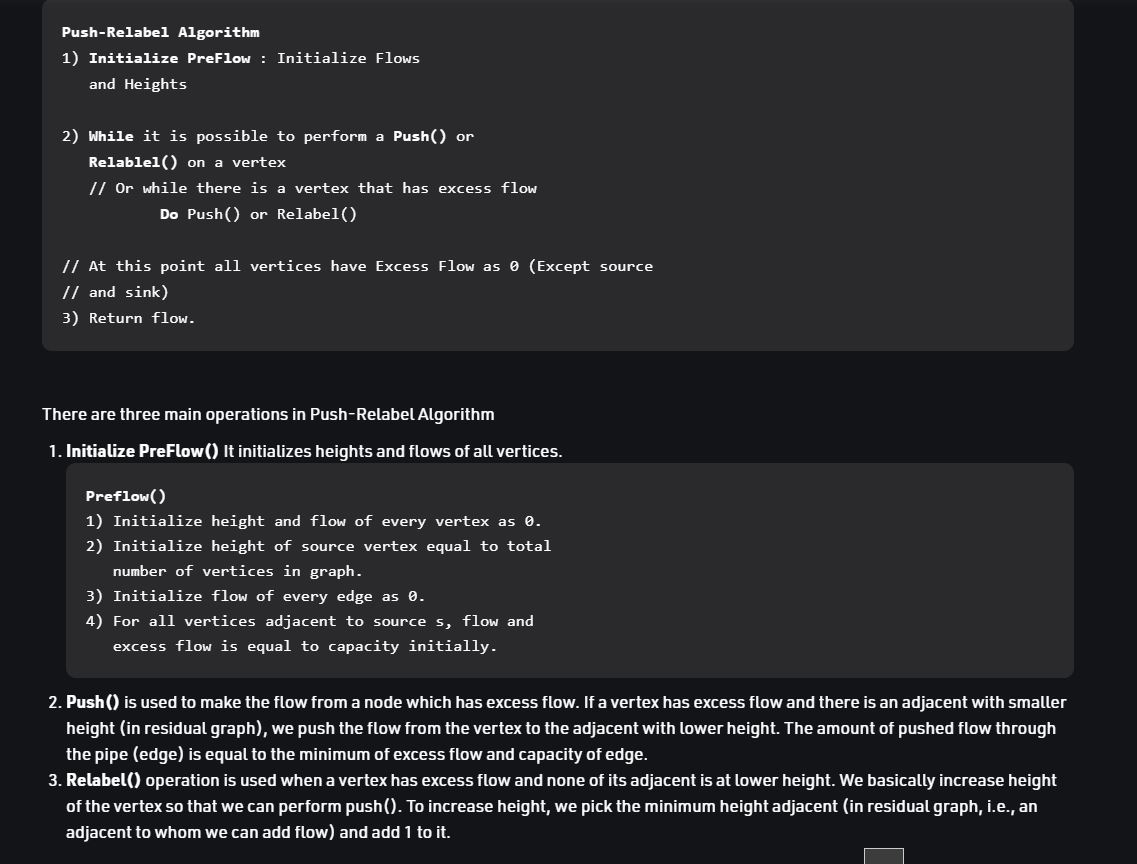 Push-Relabel Algorithm
1) Initialize PreFlow : Initialize Flows
and Heights
2) While it is possible to perform a Push() or
Relablel() on a vertex
// Or while there is a vertex that has excess flow
Do Push() or Relabel()
// At this point all vertices have Excess Flow as 0 (Except source
// and sink)
3) Return flow.
There are three main operations in Push-Relabel Algorithm
1. Initialize PreFlow() It initializes heights and flows of all vertices.
Preflow()
1) Initialize height and flow of every vertex as 0.
2) Initialize height of source vertex equal to total
number of vertices in graph.
3) Initialize flow of every edge as 0.
4) For all vertices adjacent to source s, flow and
excess flow is equal to capacity initially.
2. Push() is used to make the flow from a node which has excess flow. If a vertex has excess flow and there is an adjacent with smaller
height (in residual graph), we push the flow from the vertex to the adjacent with lower height. The amount of pushed flow through
the pipe (edge) is equal to the minimum of excess flow and capacity of edge.
3. Relabel() operation is used when a vertex has excess flow and none of its adjacent is at lower height. We basically increase height
of the vertex so that we can perform push(). To increase height, we pick the minimum height adjacent (in residual graph, i.e., an
adjacent to whom we can add flow) and add 1 to it.